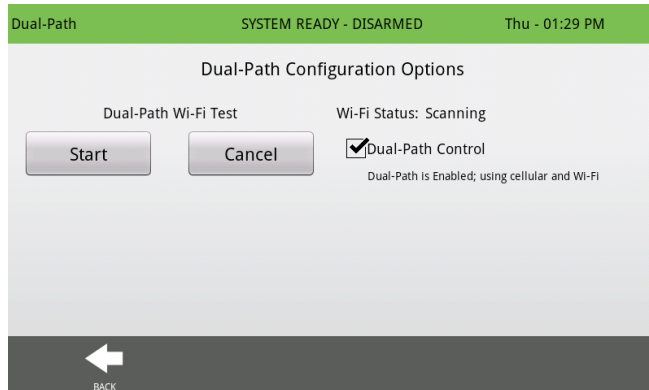 Dual-Path SYSTEM READY - DISARMED Thu - 01:29 PM
Dual-Path Configuration Options
Dual-Path Wi-Fi Test Wi-Fi Status: Scanning
Start Cancel Dual-Path Control
Dual-Path is Enabled; using cellular and Wi-Fi
BACK